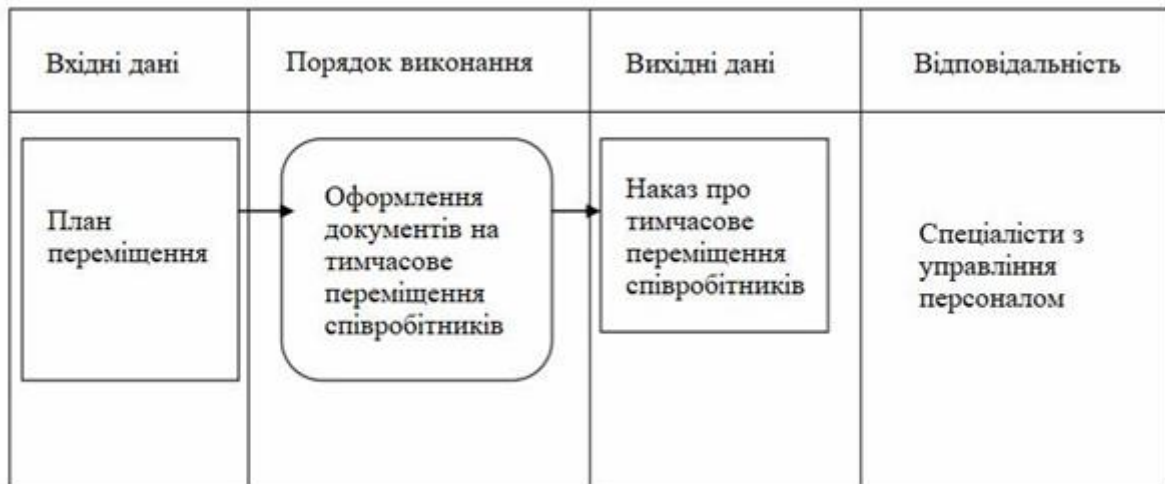 Вхідні дані
Порядок виконання
Вихідні дані
Відповідальність
План
переміщення
Оформлення
документів на
тимчасове
переміщення
співробітників
Наказ про
тимчасове
переміщення
співробітників
Спеціалісти з
управління
персоналом